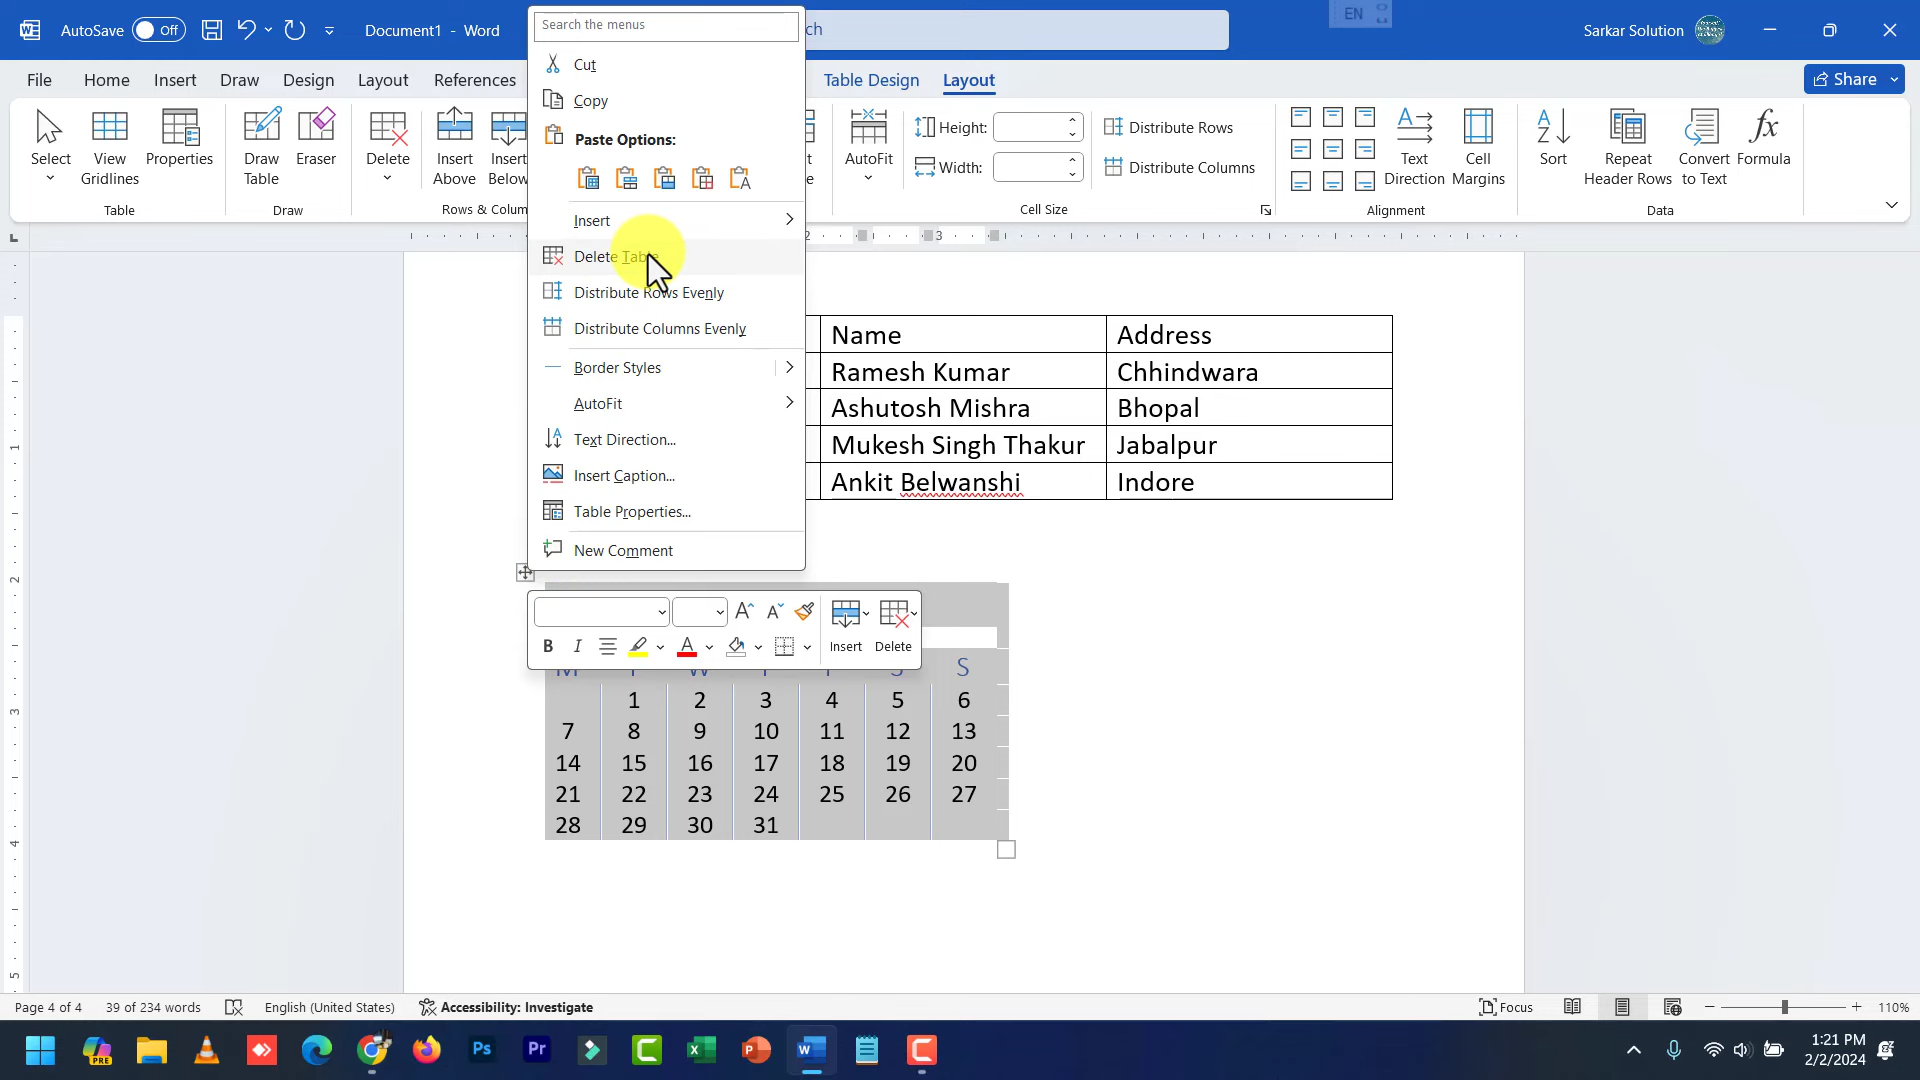 AutoSave Off Document1 - Word ch EN Sarkar Solution
File Home Insert Draw Design Layout References Table Design Layout Share
Select View Gridlines Properties Draw Table Eraser Delete Insert Above Insert Below AutoFit Height: Width: Distribute Rows Distribute Columns Text Direction Cell Margins Sort Repeat Header Rows Convert to Text Formula
Table Draw Rows & Colum Cell Size Alignment Data
Search the menus
Cut
Copy
Paste Options:
Insert
Delete Table
Distribute Rows Evenly
Distribute Columns Evenly
Border Styles
AutoFit
Text Direction...
Insert Caption...
Table Properties...
New Comment
Name Address
Ramesh Kumar Chhindwara
Ashutosh Mishra Bhopal
Mukesh Singh Thakur Jabalpur
Ankit Belwanshi Indore
B I A Insert Delete
M T W T F S S
1 2 3 4 5 6
7 8 9 10 11 12 13
14 15 16 17 18 19 20
21 22 23 24 25 26 27
28 29 30 31
Page 4 of 4 39 of 234 words English (United States) Accessibility: Investigate Focus 110%
1:21 PM
2/2/2024